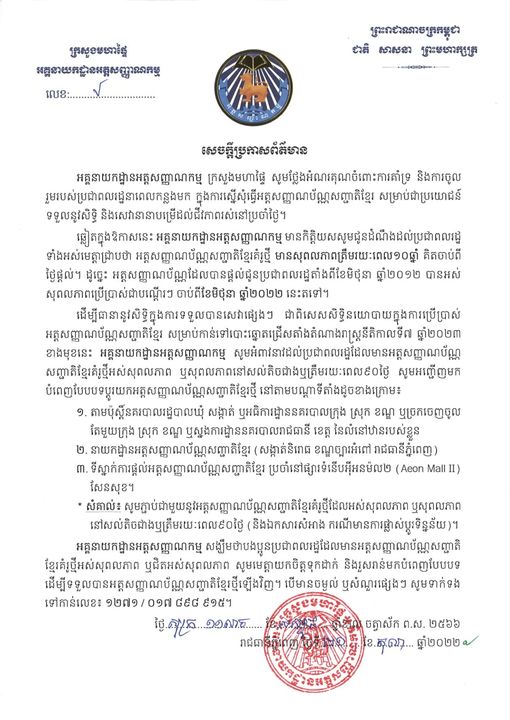 ព្រះរាជាណាចក្រកម្ពុជា
ជាតិ សាសនា ព្រះមហាក្សត្រ
ក្រសួងមហាផ្ទៃ
អគ្គនាយកដ្ឋានអត្តសញ្ញាណកម្ម
លេខ:
សេចក្តីប្រកាសព័ត៌មាន
អគ្គនាយកដ្ឋានអត្តសញ្ញាណកម្ម ក្រសួងមហាផ្ទៃ សូមថ្លែងអំណរគុណចំពោះការគាំទ្រ និងការចូល
រួមរបស់ប្រជាពលរដ្ឋនាពេលកន្លងមក ក្នុងការស្នើសុំធ្វើអត្តសញ្ញាណប័ណ្ណសញ្ជាតិខ្មែរ សម្រាប់ជាប្រយោជន៍
ទទួលនូវសិទ្ធិ និងសេវានានាបម្រើដល់ជីវភាពរស់នៅប្រចាំថ្ងៃ។
ឆ្លៀតក្នុងឱកាសនេះ អគ្គនាយកដ្ឋានអត្តសញ្ញាណកម្ម មានកិត្តិយសសូមជូនដំណឹងដល់ប្រជាពលរដ្ឋ
ទាំងអស់មេត្តាជ្រាបថា អត្តសញ្ញាណប័ណ្ណសញ្ជាតិខ្មែរគំរូថ្មី មានសុពលភាពត្រឹមរយៈពេល១០ឆ្នាំ គិតចាប់ពី
ថ្ងៃផ្តល់។ ដូច្នេះ អត្តសញ្ញាណប័ណ្ណដែលបានផ្តល់ជូនប្រជាពលរដ្ឋតាំងពីខែមិថុនា ឆ្នាំ២០១២ បានអស់
សុពលភាពប្រើប្រាស់ជាបណ្តើរៗ ចាប់ពីខែមិថុនា ឆ្នាំ២០២២ នេះតទៅ។
ដើម្បីធានានូវសិទ្ធិក្នុងការទទួលបានសេវាផ្សេងៗ ជាពិសេសសិទ្ធិនយោបាយក្នុងការប្រើប្រាស់
អត្តសញ្ញាណប័ណ្ណសញ្ជាតិខ្មែរ សម្រាប់កាន់ទៅបោះឆ្នោតជ្រើសតាំងតំណាងរាស្ត្រនីតិកាលទី៧ ឆ្នាំ២០២៣
ខាងមុខនេះ អគ្គនាយកដ្ឋានអត្តសញ្ញាណកម្ម សូមអំពាវនាវដល់ប្រជាពលរដ្ឋដែលមានអត្តសញ្ញាណប័ណ្ណ
សញ្ជាតិខ្មែរគំរូថ្មីអស់សុពលភាព ឬសុពលភាពនៅសល់តិចជាងឬត្រឹមរយៈពេល៩០ថ្ងៃ សូមអញ្ជើញមក
បំពេញបែបបទប្តូរយកអត្តសញ្ញាណប័ណ្ណសញ្ជាតិខ្មែរថ្មី នៅតាមបណ្តាទីតាំងដូចខាងក្រោម៖
១. តាមប៉ុស្តិ៍នគរបាលរដ្ឋបាលឃុំ សង្កាត់ ឬអធិការដ្ឋាននគរបាលក្រុង ស្រុក ខណ្ឌ ឬច្រកចេញចូល
តែមួយក្រុង ស្រុក ខណ្ឌ ឬស្នងការដ្ឋាននគរបាលរាជធានី ខេត្ត នៃលំនៅឋានរបស់ខ្លួន
២. នាយកដ្ឋានអត្តសញ្ញាណប័ណ្ណសញ្ជាតិខ្មែរ (សង្កាត់និរោធ ខណ្ឌច្បារអំពៅ រាជធានីភ្នំពេញ)
៣. ទីស្នាក់ការផ្តល់អត្តសញ្ញាណប័ណ្ណសញ្ជាតិខ្មែរ ប្រចាំនៅផ្សារទំនើបអ៊ីអនម៉ល២ (Aeon Mall II)
សែនសុខ។
* សំគាល់៖ សូមភ្ជាប់ជាមួយនូវអត្តសញ្ញាណប័ណ្ណសញ្ជាតិខ្មែរគំរូថ្មីដែលអស់សុពលភាព ឬសុពលភាព
នៅសល់តិចជាងឬត្រឹមរយៈពេល៩០ថ្ងៃ (និងឯកសារសំអាង ករណីមានការផ្លាស់ប្តូរទិន្នន័យ)។
អគ្គនាយកដ្ឋានអត្តសញ្ញាណកម្ម សង្ឃឹមថាបងប្អូនប្រជាពលរដ្ឋដែលមានអត្តសញ្ញាណប័ណ្ណសញ្ជាតិ
ខ្មែរគំរូថ្មីអស់សុពលភាព ឬជិតអស់សុពលភាព សូមមេត្តាយកចិត្តទុកដាក់ និងរួសរាន់មកបំពេញបែបបទ
ដើម្បីទទួលបានអត្តសញ្ញាណប័ណ្ណសញ្ជាតិខ្មែរថ្មីឡើងវិញ។ បើមានចម្ងល់ ឬសំណួរផ្សេងៗ សូមទាក់ទង
ទៅកាន់លេខ៖ ១២៧១ / ០១៧ ៨៩៨ ៩១៥។
ថ្ងៃ សុក្រ ១១រោច ខែ ឆ្នាំខាល ចត្វាស័ក ព.ស. ២៥៦៦
រាជធានីភ្នំពេញ ថ្ងៃទី ២១ ខែ តុលា ឆ្នាំ២០២២